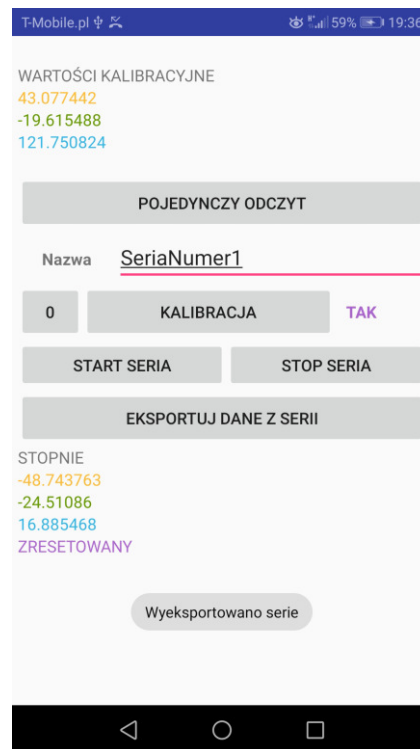 T-Mobile.pl 59% 19:36
WARTOŚCI KALIBRACYJNE
43.077442
-19.615488
121.750824
POJEDYNCZY ODCZYT
Nazwa SeriaNumer1
0 KALIBRACJA TAK
START SERIA STOP SERIA
EKSPORTUJ DANE Z SERII
STOPNIE
-48.743763
-24.51086
16.885468
ZRESETOWANY
Wyeksportowano serie